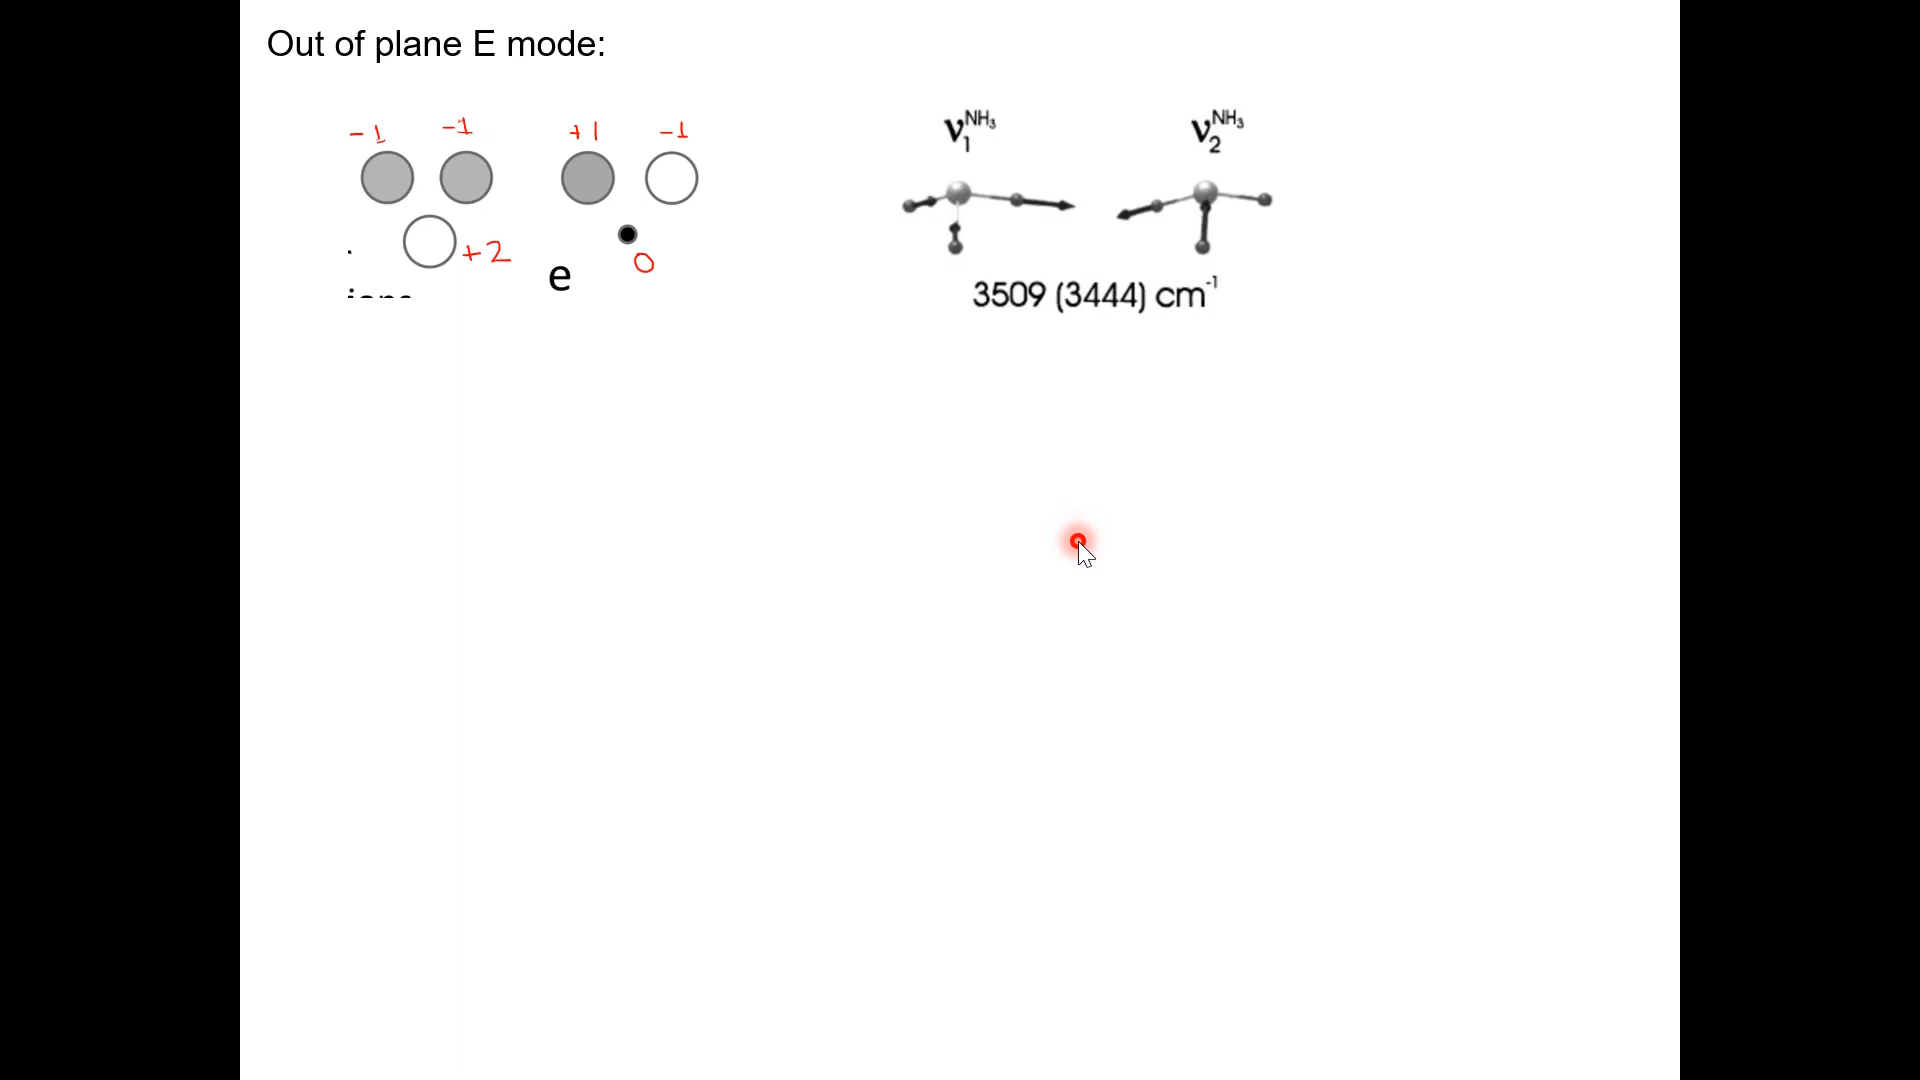 Out of plane E mode:
-1 -1 +1 -1
ν₁ᴺᴴ³ ν₂ᴺᴴ³
+2
0
e
3509 (3444) cm⁻¹